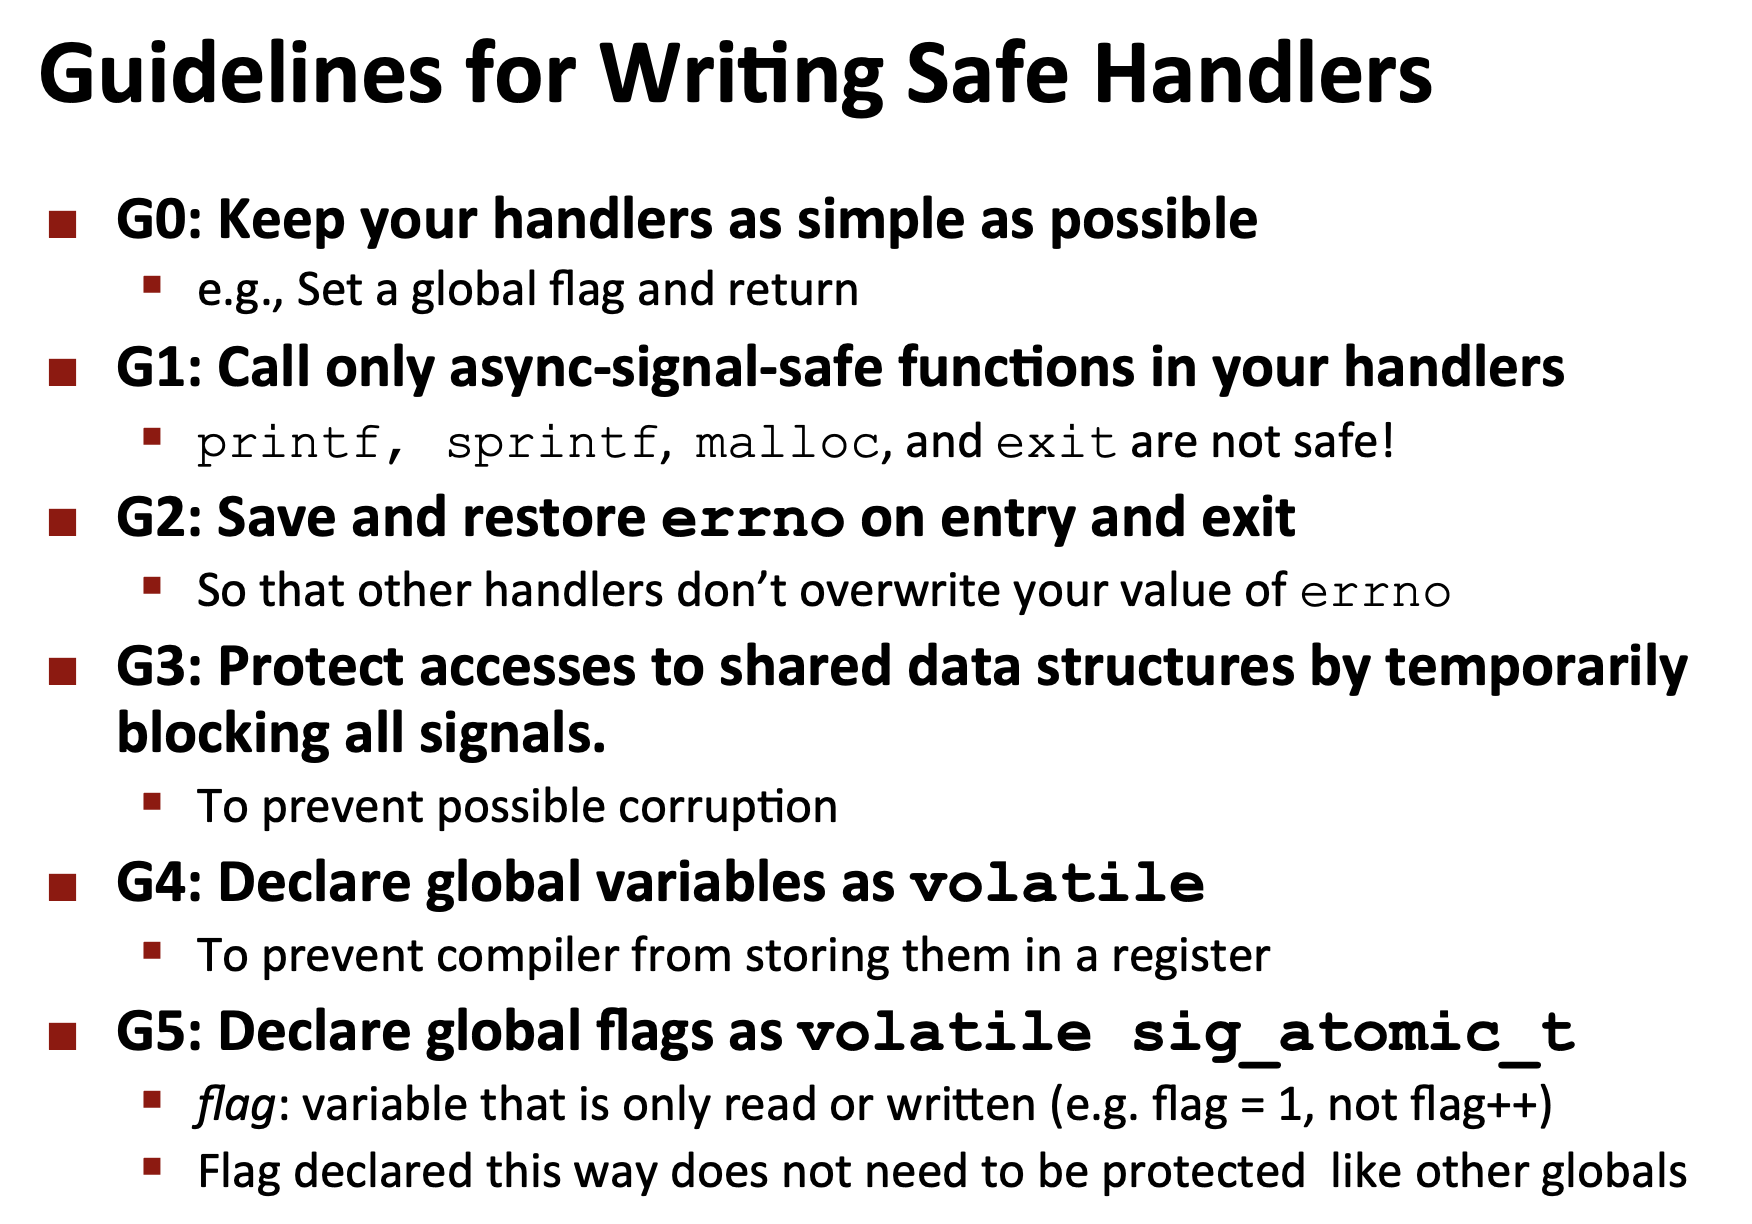 Guidelines for Writing Safe Handlers
G0: Keep your handlers as simple as possible
e.g., Set a global flag and return
G1: Call only async-signal-safe functions in your handlers
printf, sprintf, malloc, and exit are not safe!
G2: Save and restore errno on entry and exit
So that other handlers don’t overwrite your value of errno
G3: Protect accesses to shared data structures by temporarily
blocking all signals.
To prevent possible corruption
G4: Declare global variables as volatile
To prevent compiler from storing them in a register
G5: Declare global flags as volatile sig_atomic_t
flag: variable that is only read or written (e.g. flag = 1, not flag++)
Flag declared this way does not need to be protected  like other globals